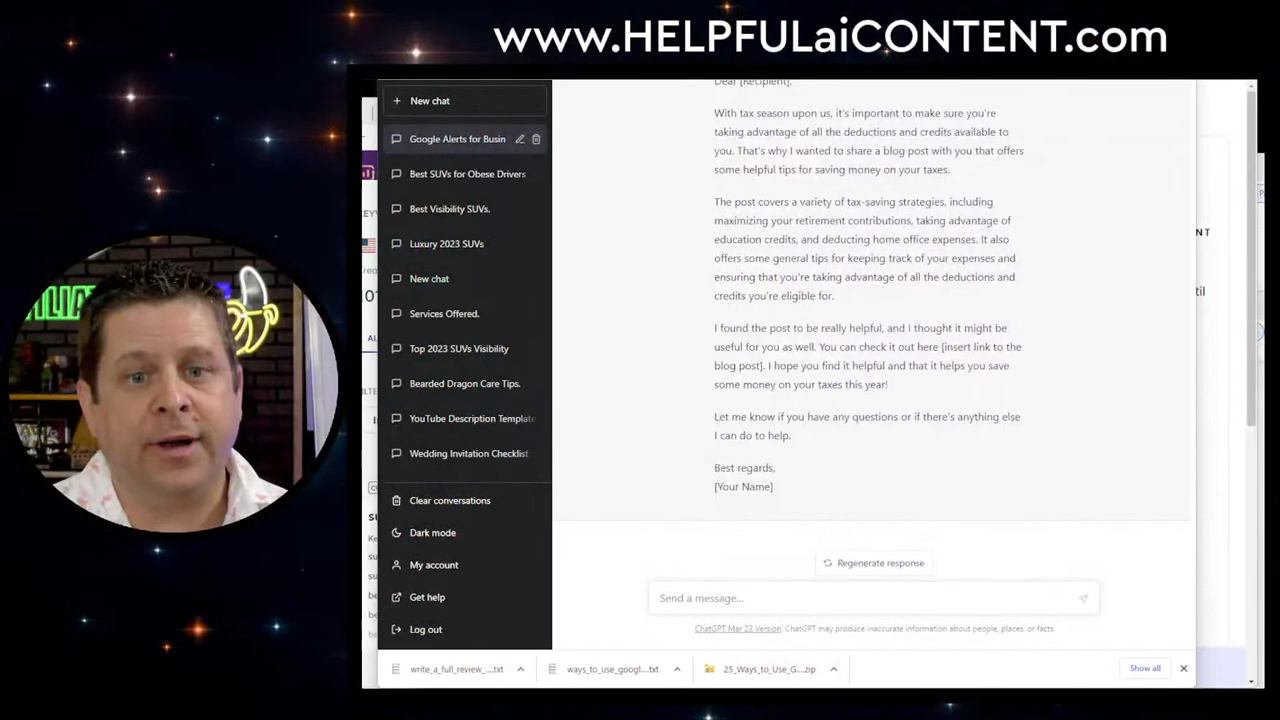 www.HELPFULaiCONTENT.com
New chat
Google Alerts for Busin
Best SUVs for Obese Drivers
Best Visibility SUVs.
Luxury 2023 SUVs
New chat
Services Offered.
Top 2023 SUVs Visibility
Bearded Dragon Care Tips.
YouTube Description Template
Wedding Invitation Checklist
Clear conversations
Dark mode
My account
Get help
Log out
Dear [Recipient],
With tax season upon us, it's important to make sure you're
taking advantage of all the deductions and credits available to
you. That's why I wanted to share a blog post with you that offers
some helpful tips for saving money on your taxes.
The post covers a variety of tax-saving strategies, including
maximizing your retirement contributions, taking advantage of
education credits, and deducting home office expenses. It also
offers some general tips for keeping track of your expenses and
ensuring that you're taking advantage of all the deductions and
credits you're eligible for.
I found the post to be really helpful, and I thought it might be
useful for you as well. You can check it out here [insert link to the
blog post]. I hope you find it helpful and that it helps you save
some money on your taxes this year!
Let me know if you have any questions or if there's anything else
I can do to help.
Best regards,
[Your Name]
Regenerate response
Send a message...
ChatGPT Mar 23 Version. ChatGPT may produce inaccurate information about people, places, or facts
write_a_full_review_....txt
ways_to_use_googl....txt
25_Ways_to_Use_G....zip
Show all